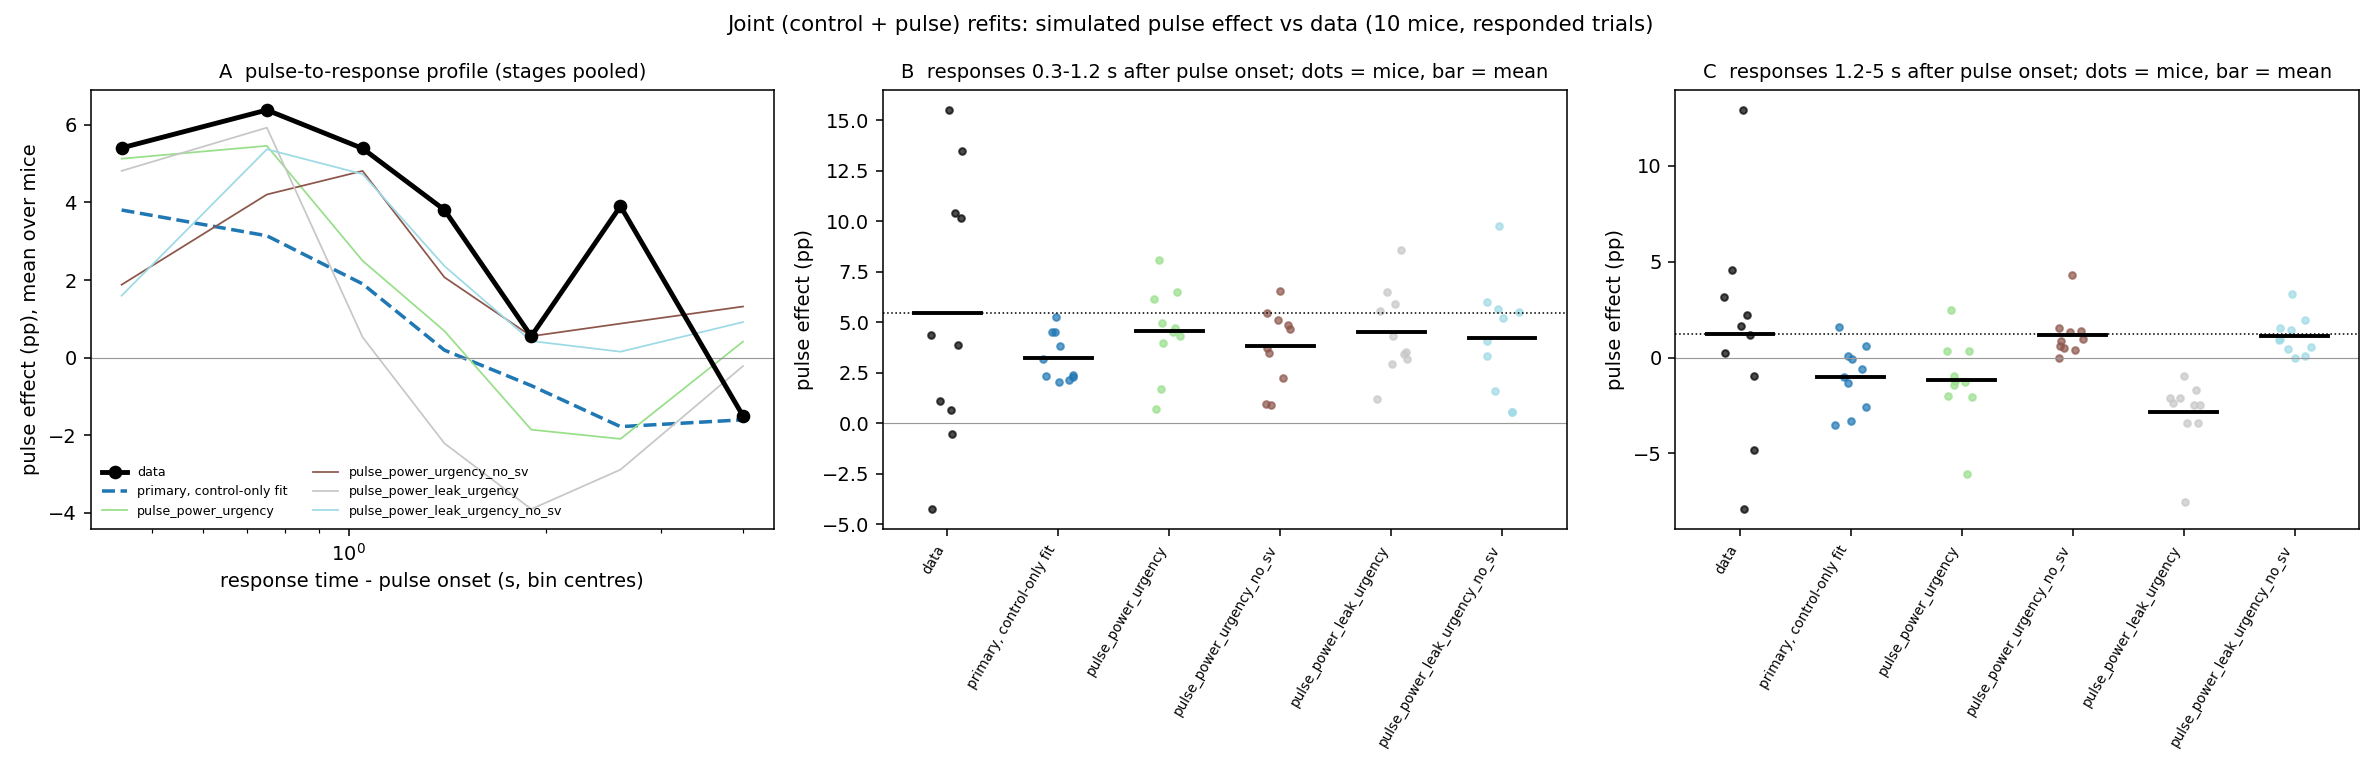 Joint (control + pulse) refits: simulated pulse effect vs data (10 mice, responded trials)
A  pulse-to-response profile (stages pooled)
pulse effect (pp), mean over mice
6
4
2
0
−2
−4
data
primary, control-only fit
pulse_power_urgency
pulse_power_urgency_no_sv
pulse_power_leak_urgency
pulse_power_leak_urgency_no_sv
10⁰
response time - pulse onset (s, bin centres)
B  responses 0.3-1.2 s after pulse onset; dots = mice, bar = mean
pulse effect (pp)
15.0
12.5
10.0
7.5
5.0
2.5
0.0
−2.5
−5.0
data
primary, control-only fit
pulse_power_urgency
pulse_power_urgency_no_sv
pulse_power_leak_urgency
pulse_power_leak_urgency_no_sv
C  responses 1.2-5 s after pulse onset; dots = mice, bar = mean
pulse effect (pp)
10
5
0
−5
data
primary, control-only fit
pulse_power_urgency
pulse_power_urgency_no_sv
pulse_power_leak_urgency
pulse_power_leak_urgency_no_sv